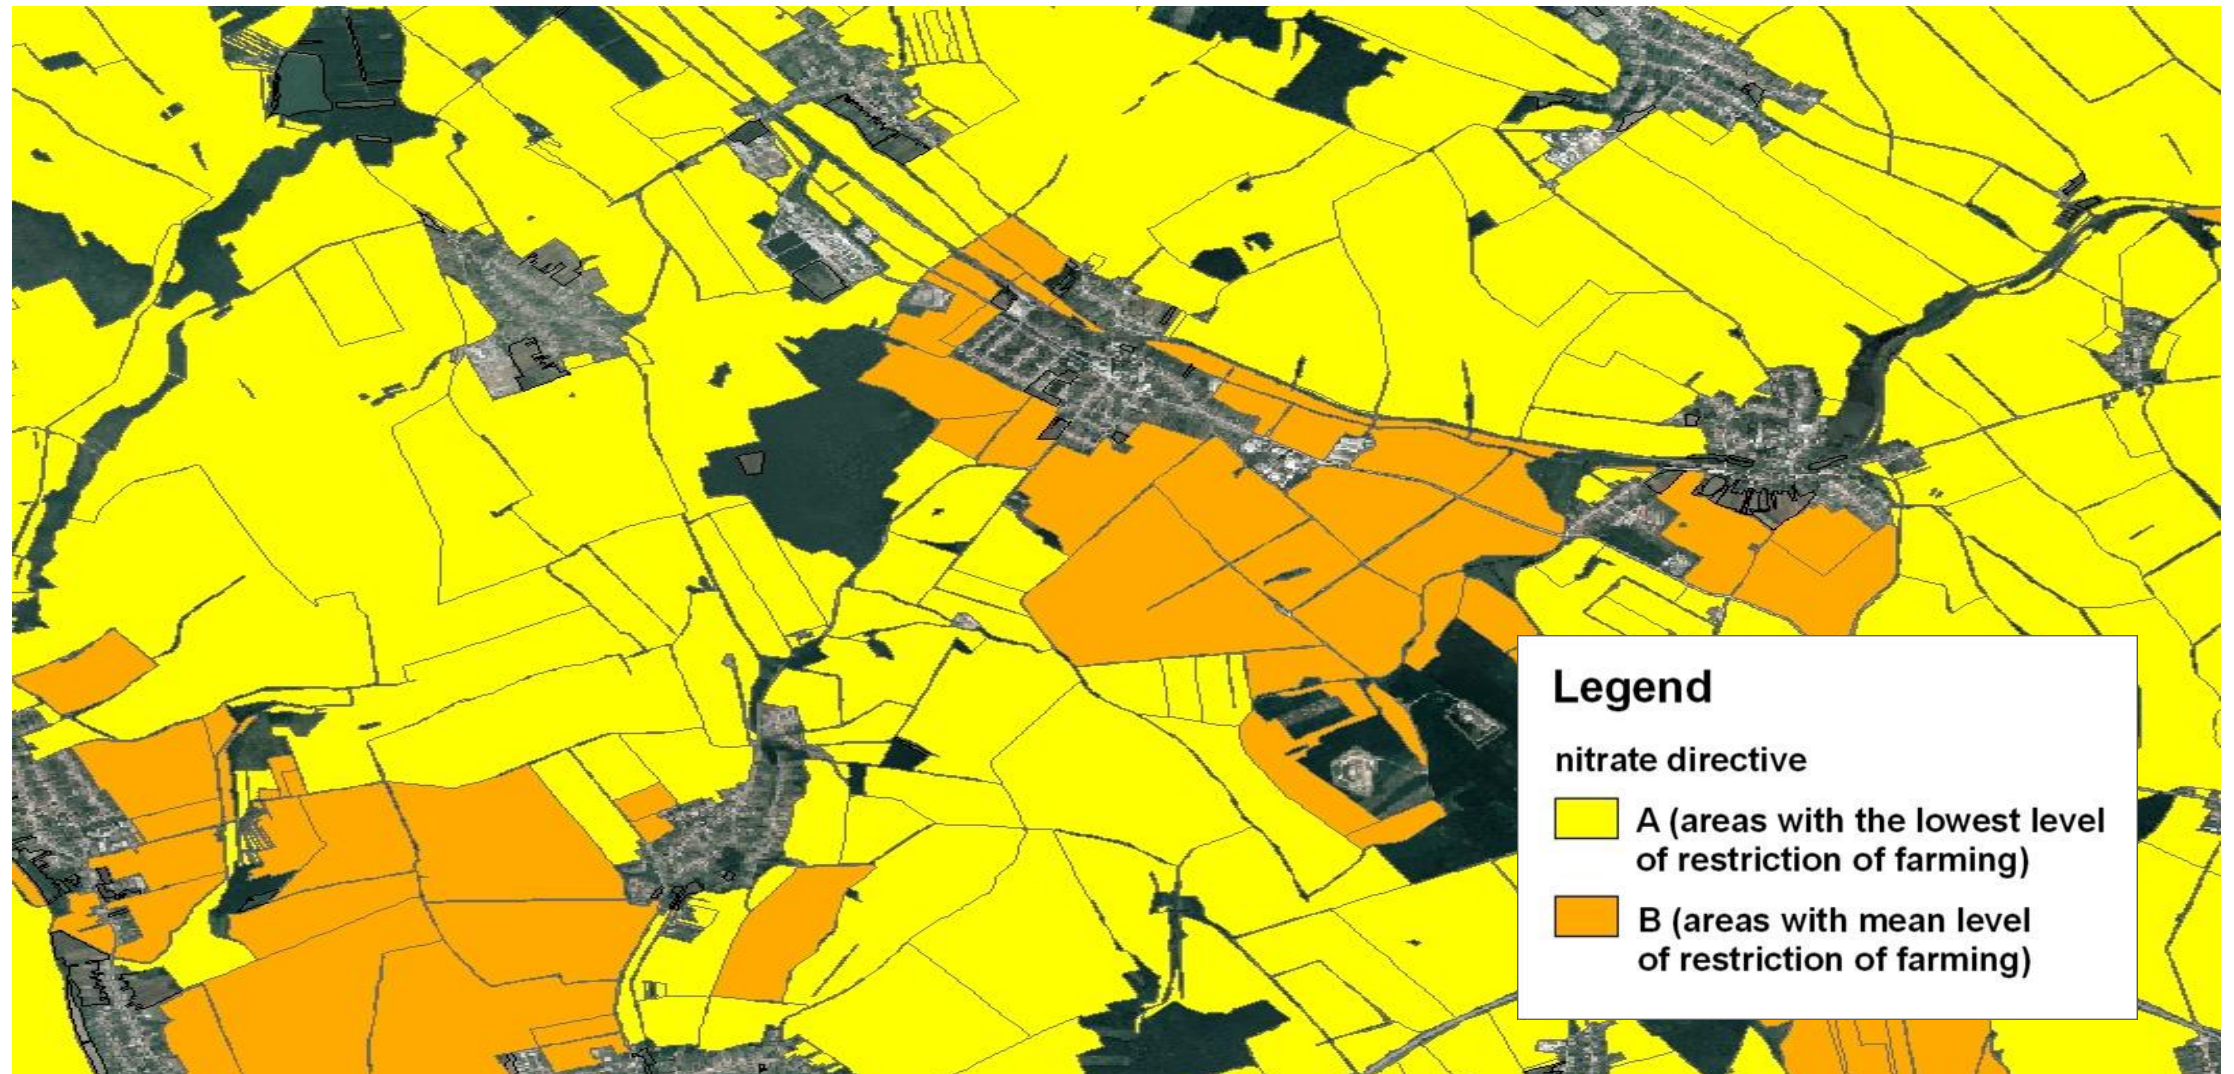 Legend
nitrate directive
A (areas with the lowest level
of restriction of farming)
B (areas with mean level
of restriction of farming)